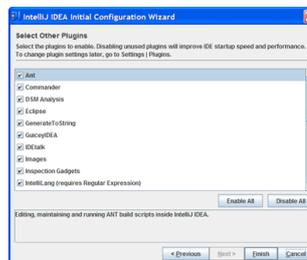 IntelliJ IDEA Initial Configuration Wizard
Select Other Plugins
Select the plugins to enable. Disabling unused plugins will improve IDE startup speed and performance.
To change plugin settings later, go to Settings | Plugins.
Ant
Commander
DSM Analysis
Eclipse
GenerateToString
GuiceyIDEA
IDEtalk
Images
Inspection Gadgets
IntelliLang (requires Regular Expression)
Enable All
Disable All
Editing, maintaining and running ANT build scripts inside IntelliJ IDEA.
< Previous
Next >
Finish
Cancel